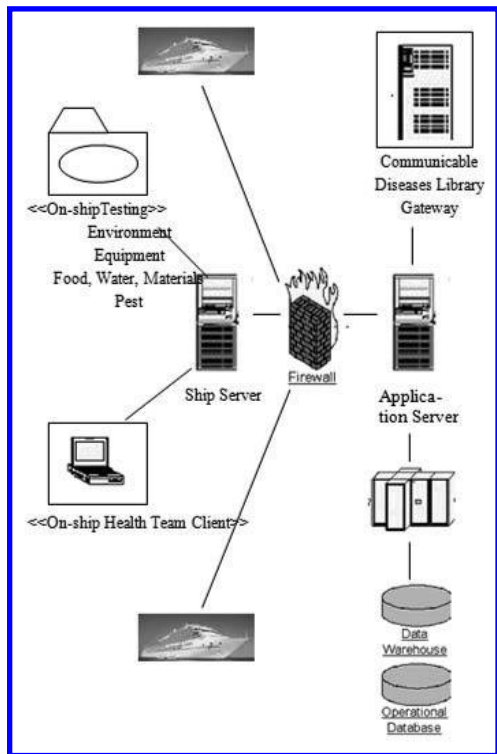 Communicable
Diseases Library
Gateway
<<On-shipTesting>>
Environment
Equipment
Food, Water, Materials
Pest
Firewall
Ship Server
Applica-
tion Server
<<On-ship Health Team Client>>
Data
Warehouse
Operational
Database